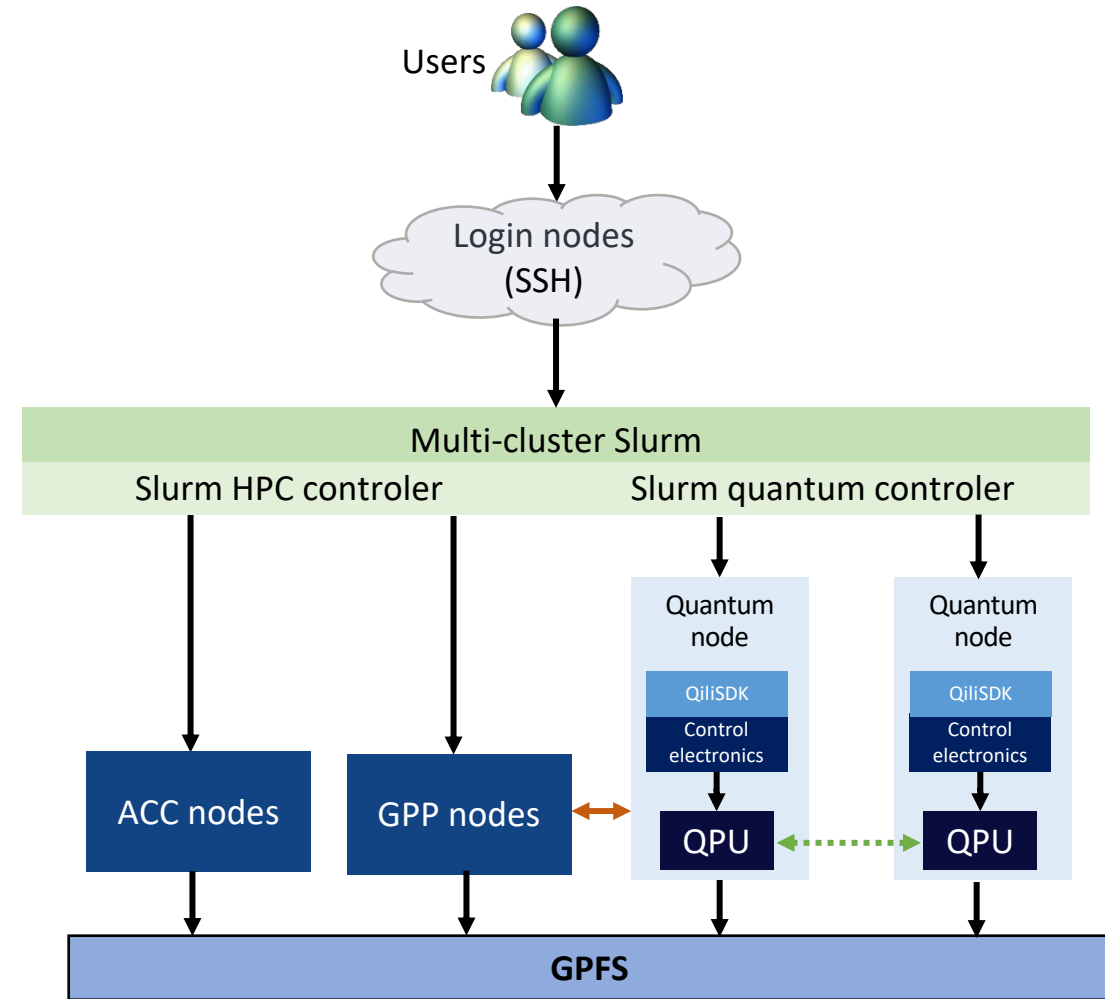 Users
Login nodes
(SSH)
Multi-cluster Slurm
Slurm HPC controler
Slurm quantum controler
Quantum
node
QiliSDK
Control
electronics
QPU
Quantum
node
QiliSDK
Control
electronics
QPU
ACC nodes
GPP nodes
GPFS